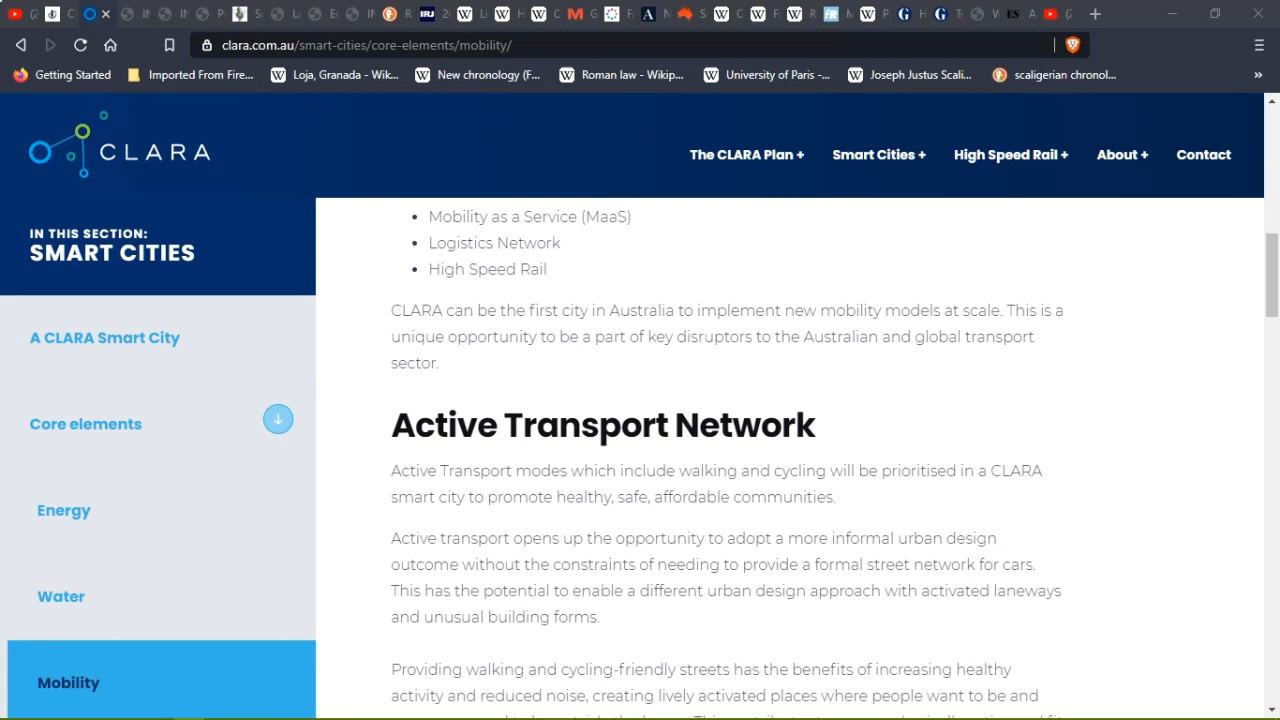 clara.com.au/smart-cities/core-elements/mobility/
Getting Started
Imported From Fire...
Loja, Granada - Wik...
New chronology (F...
Roman law - Wikip...
University of Paris -...
Joseph Justus Scali...
scaligerian chronol...
CLARA
The CLARA Plan +
Smart Cities +
High Speed Rail +
About +
Contact
IN THIS SECTION:
SMART CITIES
A CLARA Smart City
Core elements
Energy
Water
Mobility
• Mobility as a Service (MaaS)
• Logistics Network
• High Speed Rail
CLARA can be the first city in Australia to implement new mobility models at scale. This is a
unique opportunity to be a part of key disruptors to the Australian and global transport
sector.
Active Transport Network
Active Transport modes which include walking and cycling will be prioritised in a CLARA
smart city to promote healthy, safe, affordable communities.
Active transport opens up the opportunity to adopt a more informal urban design
outcome without the constraints of needing to provide a formal street network for cars.
This has the potential to enable a different urban design approach with activated laneways
and unusual building forms.
Providing walking and cycling-friendly streets has the benefits of increasing healthy
activity and reduced noise, creating lively activated places where people want to be and